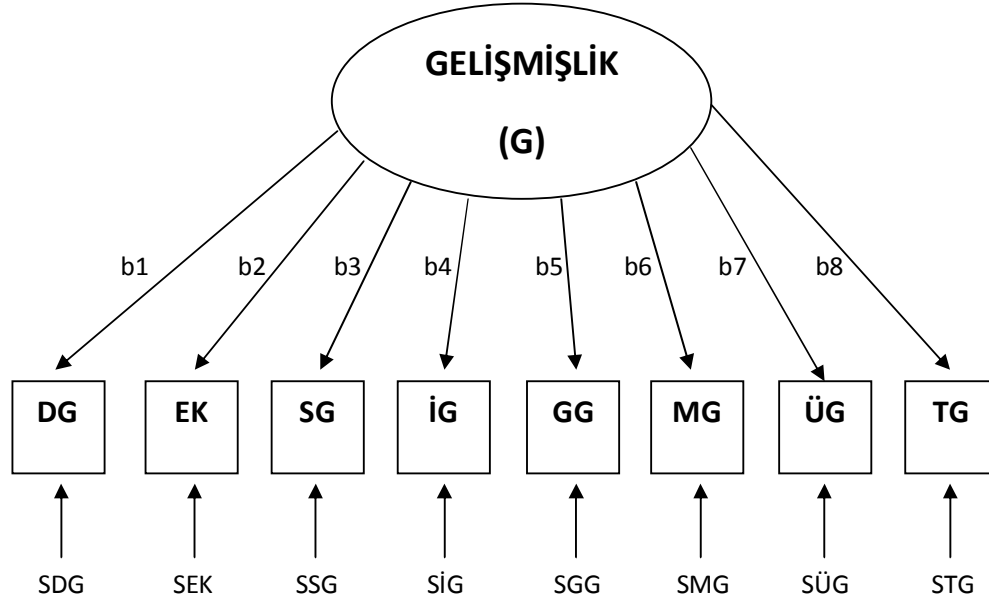 GELİŞMİŞLİK
(G)
b1 b2 b3 b4 b5 b6 b7 b8
DG EK SG İG GG MG ÜG TG
SDG SEK SSG SİG SGG SMG SÜG STG